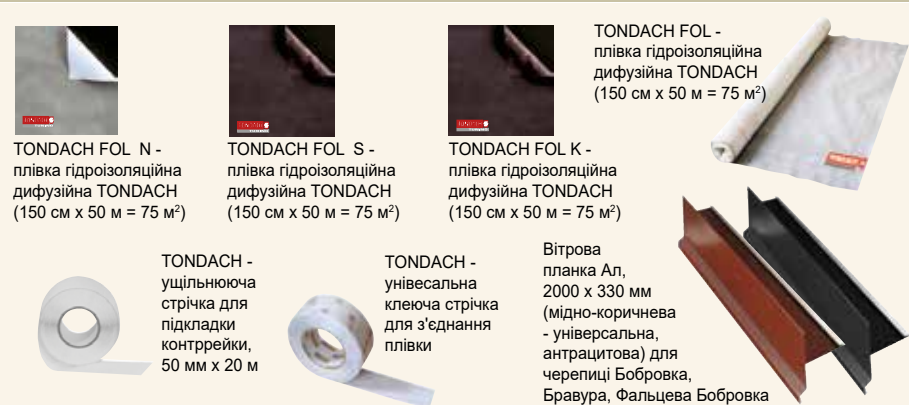 TONDACH FOL N -
плівка гідроізоляційна
дифузійна TONDACH
(150 см x 50 м = 75 м²)
TONDACH FOL S -
плівка гідроізоляційна
дифузійна TONDACH
(150 см x 50 м = 75 м²)
TONDACH FOL K -
плівка гідроізоляційна
дифузійна TONDACH
(150 см x 50 м = 75 м²)
TONDACH FOL -
плівка гідроізоляційна
дифузійна TONDACH
(150 см x 50 м = 75 м²)
TONDACH -
ущільнююча
стрічка для
підкладки
контррейки,
50 мм x 20 м
TONDACH -
унівесальна
клеюча стрічка
для з'єднання
плівки
Вітрова
планка Ал,
2000 x 330 мм
(мідно-коричнева
- універсальна,
антрацитова) для
черепиці Бобровка,
Бравура, Фальцева Бобровка